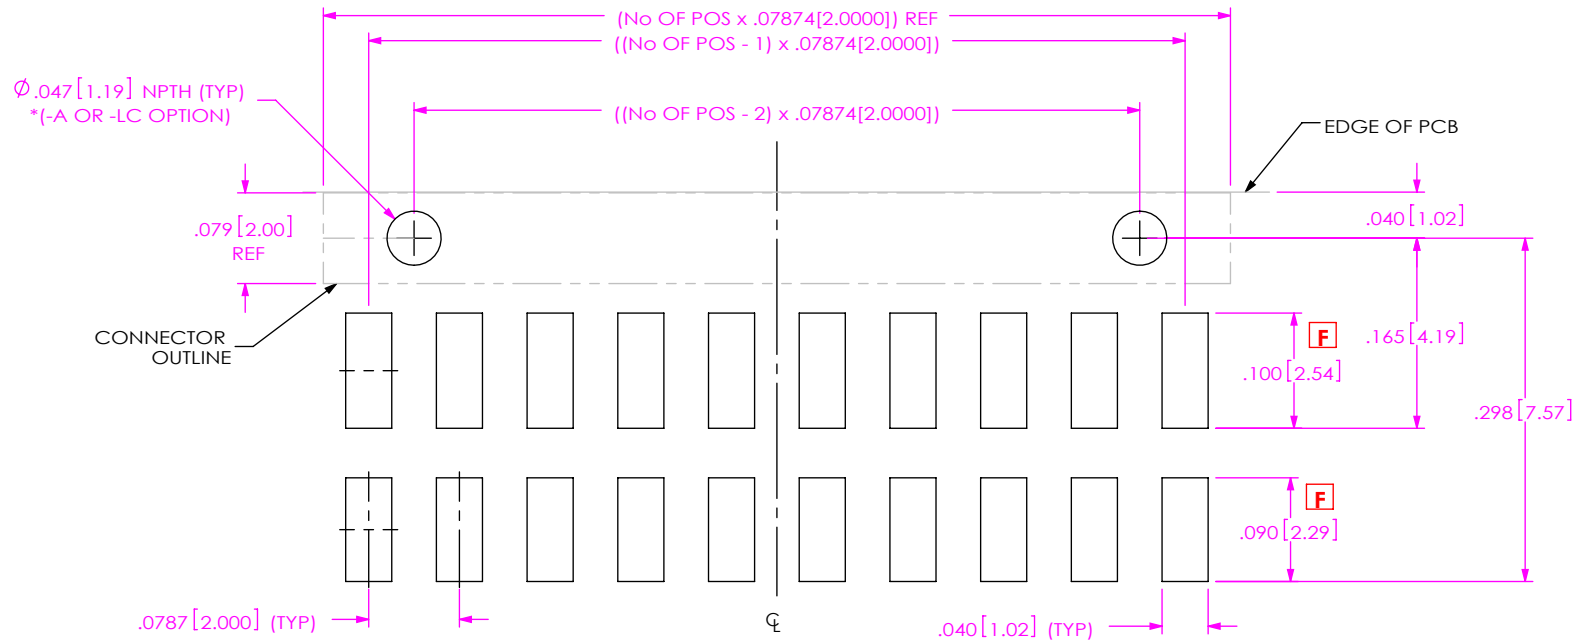 (No OF POS x .07874[2.0000]) REF
((No OF POS - 1) x .07874[2.0000])
Ø.047[1.19] NPTH (TYP)
*(-A OR -LC OPTION)
((No OF POS - 2) x .07874[2.0000])
EDGE OF PCB
.079[2.00]
REF
.040[1.02]
CONNECTOR
OUTLINE
F
.165[4.19]
.100[2.54]
.298[7.57]
F
.090[2.29]
.0787[2.000] (TYP)
℄
.040[1.02] (TYP)